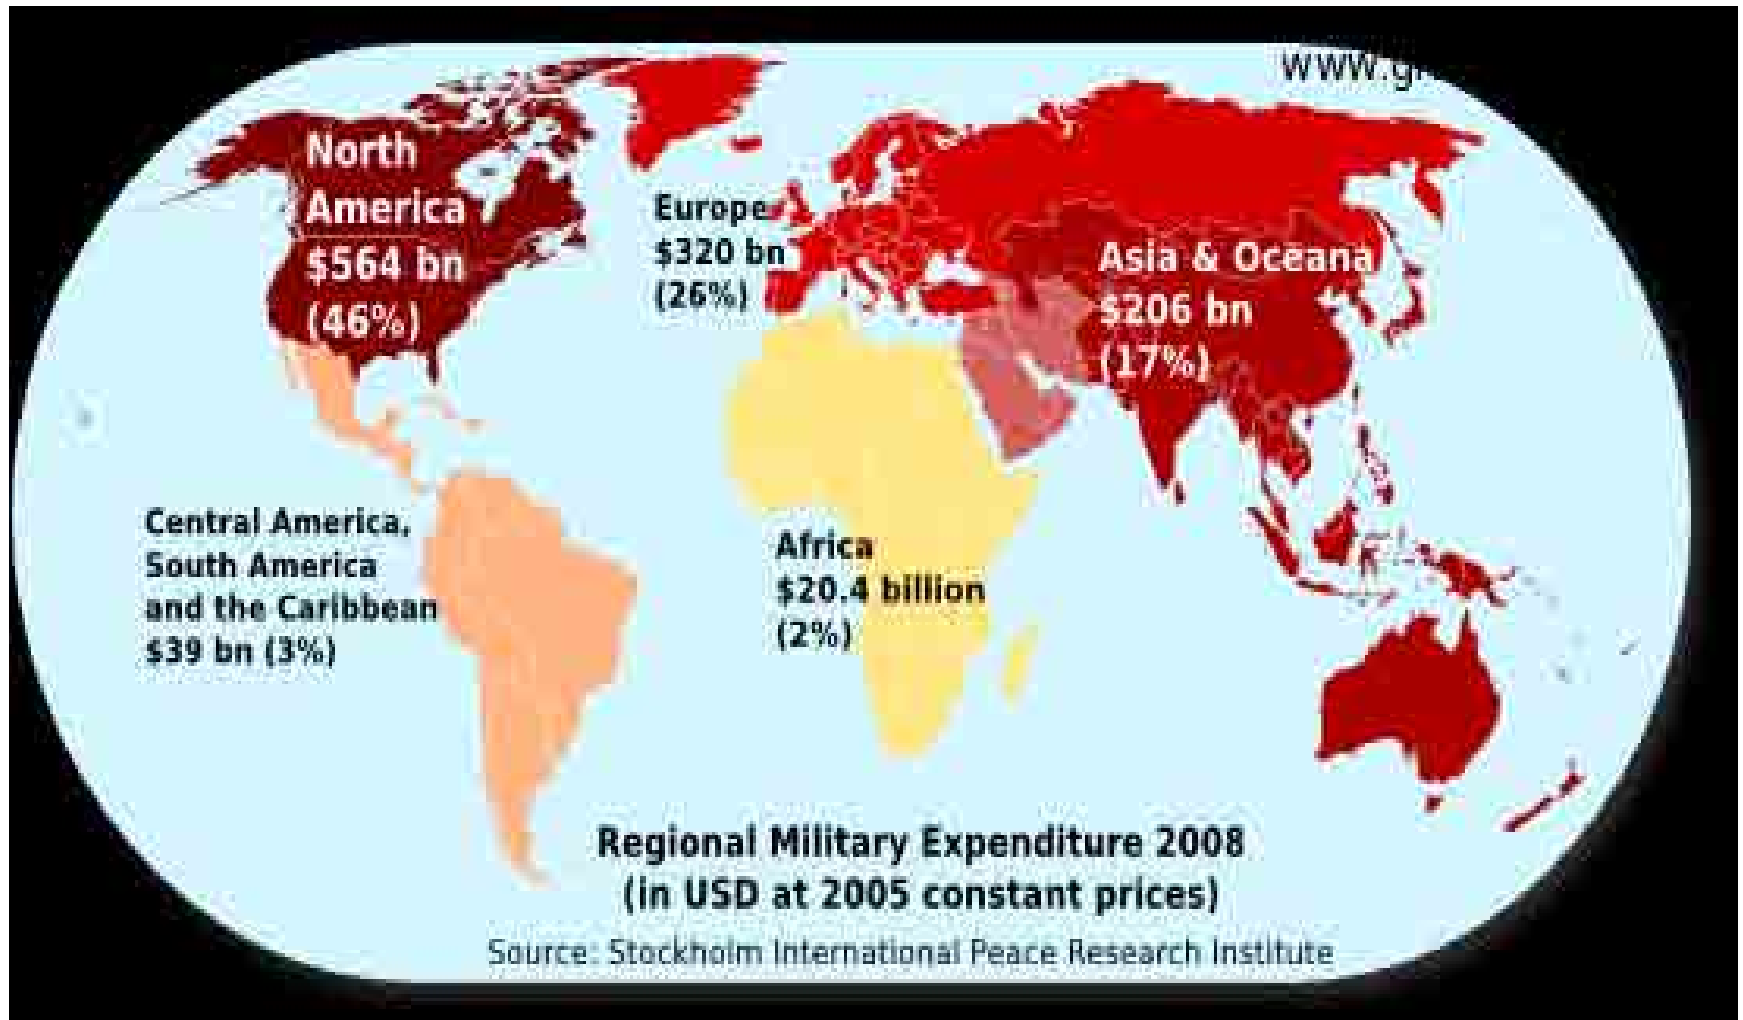 www.g
North
America
$564 bn
(46%)
Europe
$320 bn
(26%)
Asia & Oceana
$206 bn
(17%)
Central America,
South America
and the Caribbean
$39 bn (3%)
Africa
$20.4 billion
(2%)
Regional Military Expenditure 2008
(in USD at 2005 constant prices)
Source: Stockholm International Peace Research Institute